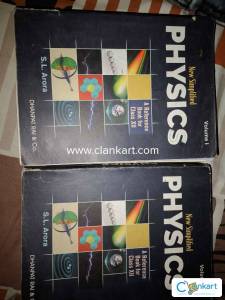 New Simplified
PHYSICS
Volume I
A Reference
Book for
Class XII
S.L. Arora
DHANPAT RAI & CO.
www.clankart.com
New Simplified
PHYSICS
A Reference
Book for
Class XII
S.L. Arora
DHANPAT RAI &
Clankart